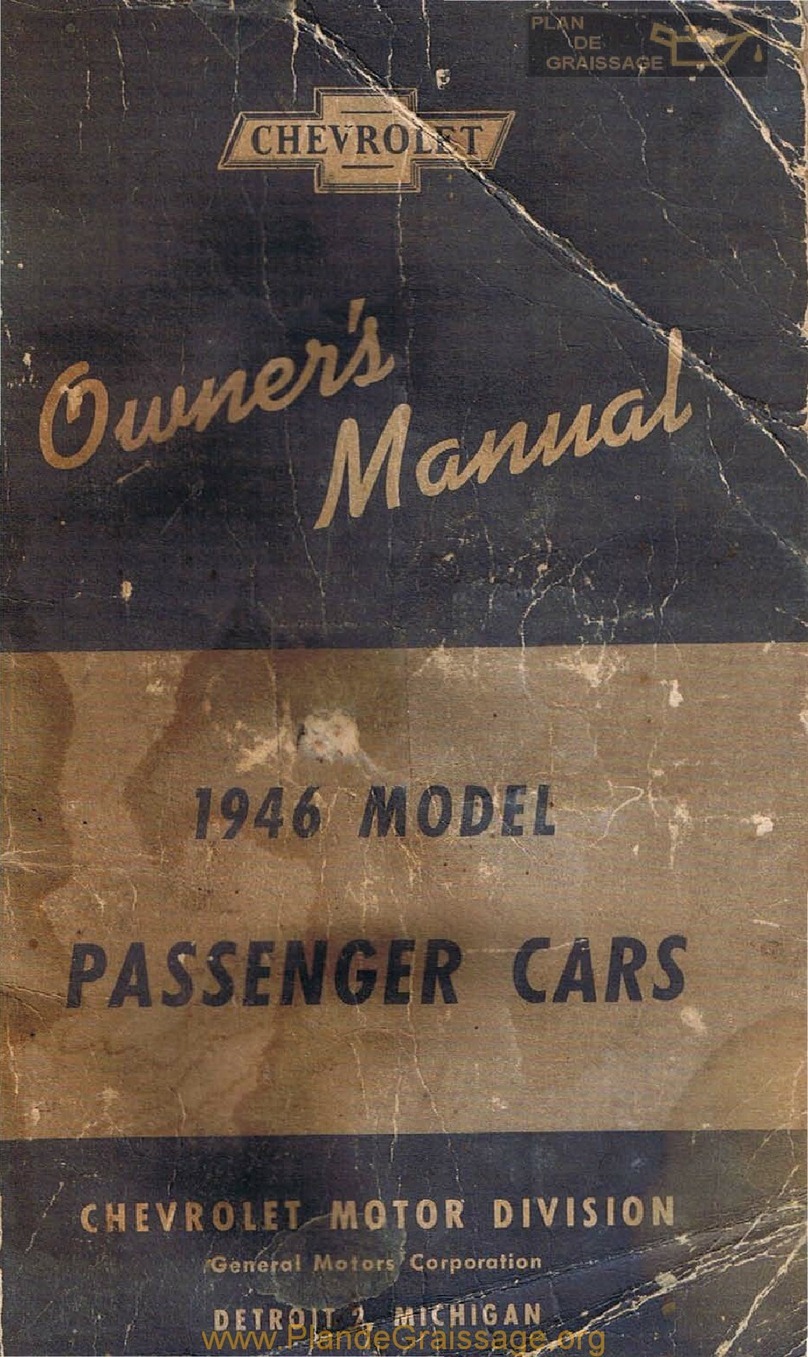 PLAN
DE
GRAISSAGE
CHEVROLET
Owner's
Manual
1946 MODEL
PASSENGER CARS
CHEVROLET MOTOR DIVISION
General Motors Corporation
DETROIT 2, MICHIGAN
www.PlandeGraissage.org